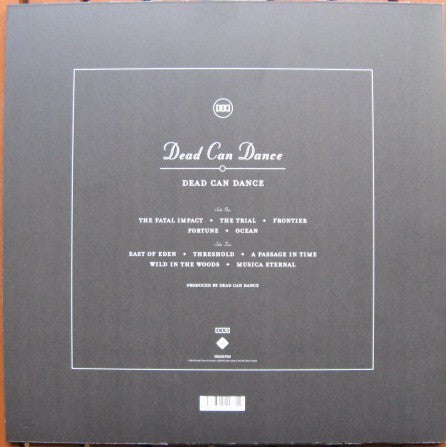 Dead Can Dance
DEAD CAN DANCE
Side One
THE FATAL IMPACT • THE TRIAL • FRONTIER
FORTUNE • OCEAN
Side Two
EAST OF EDEN • THRESHOLD • A PASSAGE IN TIME
WILD IN THE WOODS • MUSICA ETERNAL
PRODUCED BY DEAD CAN DANCE